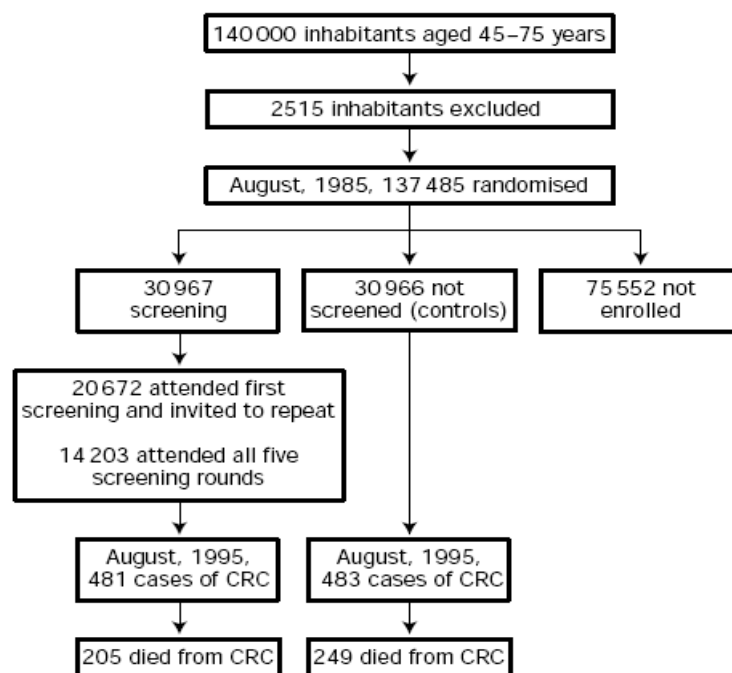 140 000 inhabitants aged 45–75 years
2515 inhabitants excluded
August, 1985, 137 485 randomised
30 967
screening
30 966 not
screened (controls)
75 552 not
enrolled
20 672 attended first
screening and invited to repeat
14 203 attended all five
screening rounds
August, 1995,
481 cases of CRC
August, 1995,
483 cases of CRC
205 died from CRC
249 died from CRC